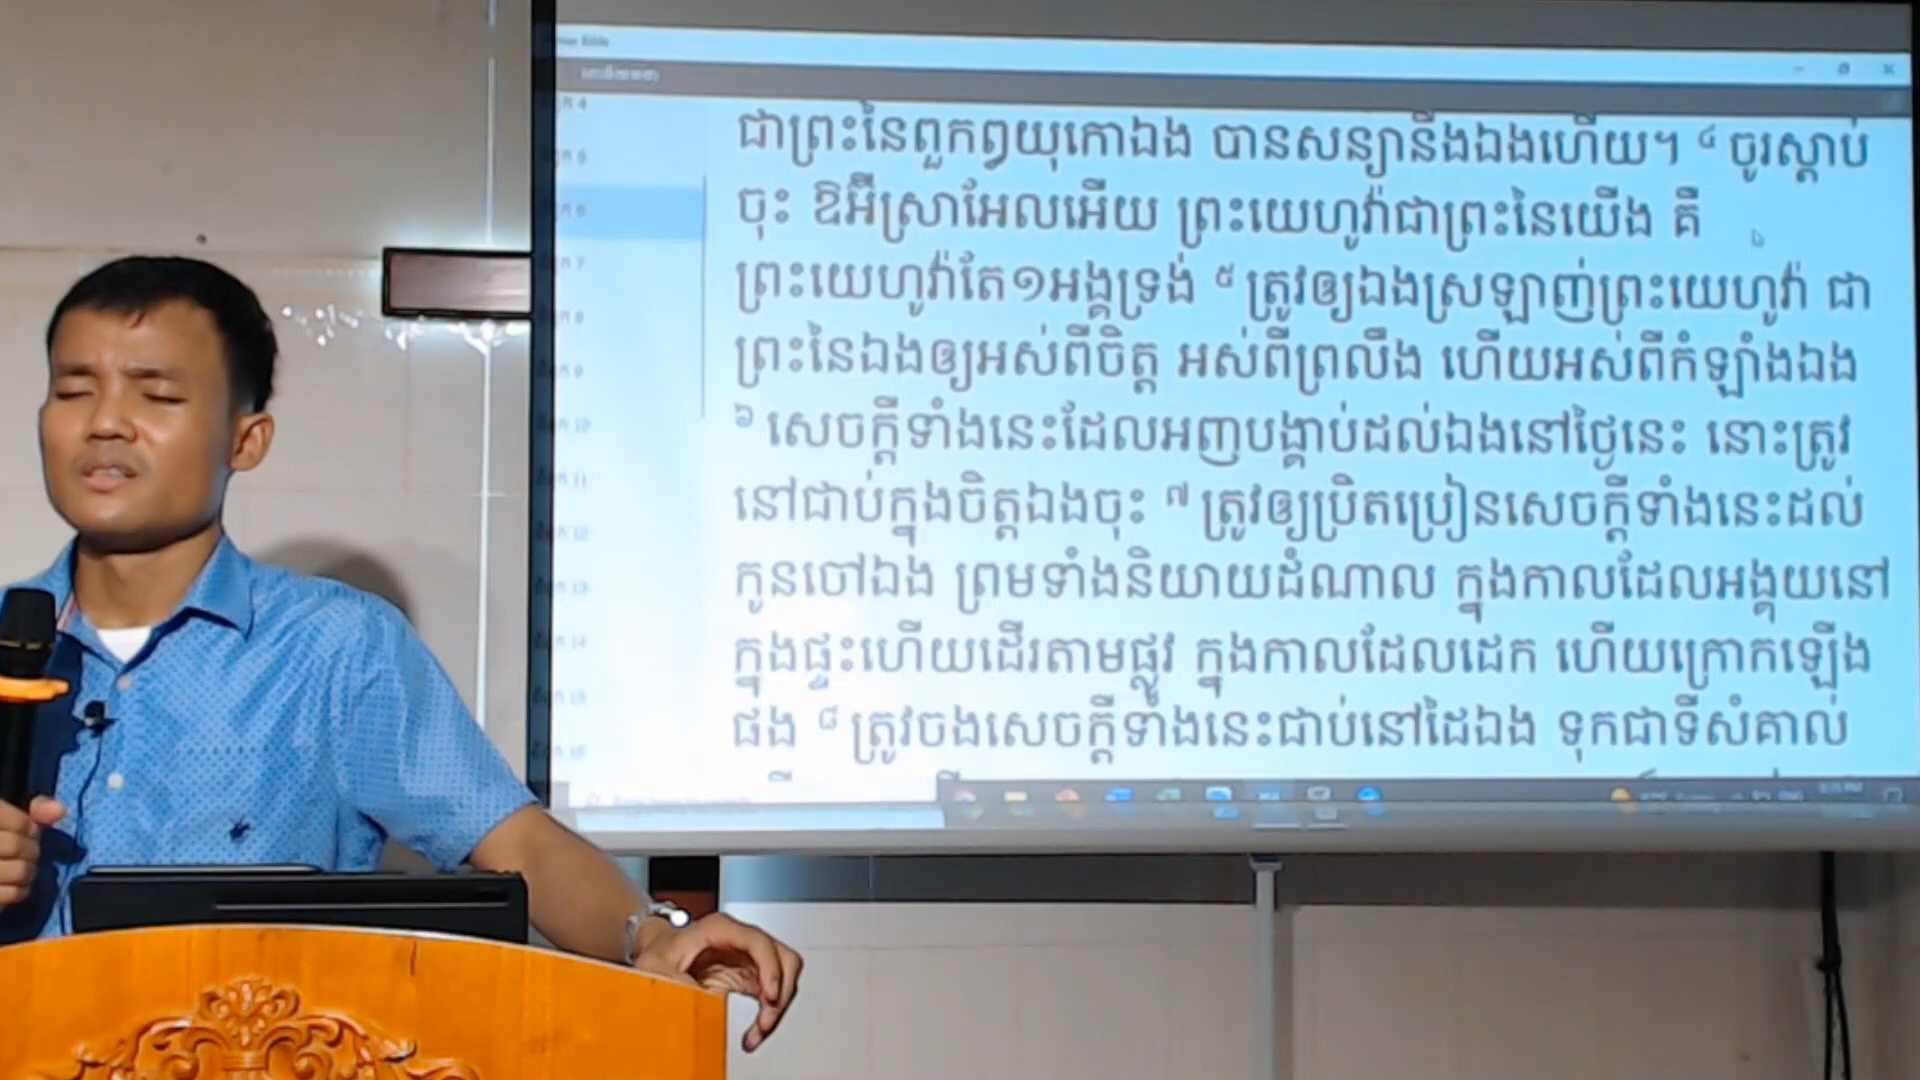 ជាព្រះនៃពួកឰយុកោឯង បានសន្យានឹងឯងហើយ។ ៤ ចូរស្តាប់
ចុះ ឱអ៊ីស្រាអែលអើយ ព្រះយេហូវ៉ាជាព្រះនៃយើង គឺ
ព្រះយេហូវ៉ាតែ១អង្គទ្រង់ ៥ ត្រូវឲ្យឯងស្រឡាញ់ព្រះយេហូវ៉ា ជា
ព្រះនៃឯងឲ្យអស់ពីចិត្ត អស់ពីព្រលឹង ហើយអស់ពីកំឡាំងឯង
៦ សេចក្តីទាំងនេះដែលអញបង្គាប់ដល់ឯងនៅថ្ងៃនេះ នោះត្រូវ
នៅជាប់ក្នុងចិត្តឯងចុះ ៧ ត្រូវឲ្យប្រិតប្រៀនសេចក្តីទាំងនេះដល់
កូនចៅឯង ព្រមទាំងនិយាយដំណាល ក្នុងកាលដែលអង្គុយនៅ
ក្នុងផ្ទះហើយដើរតាមផ្លូវ ក្នុងកាលដែលដេក ហើយក្រោកឡើង
ផង ៨ ត្រូវចងសេចក្តីទាំងនេះជាប់នៅដៃឯង ទុកជាទីសំគាល់